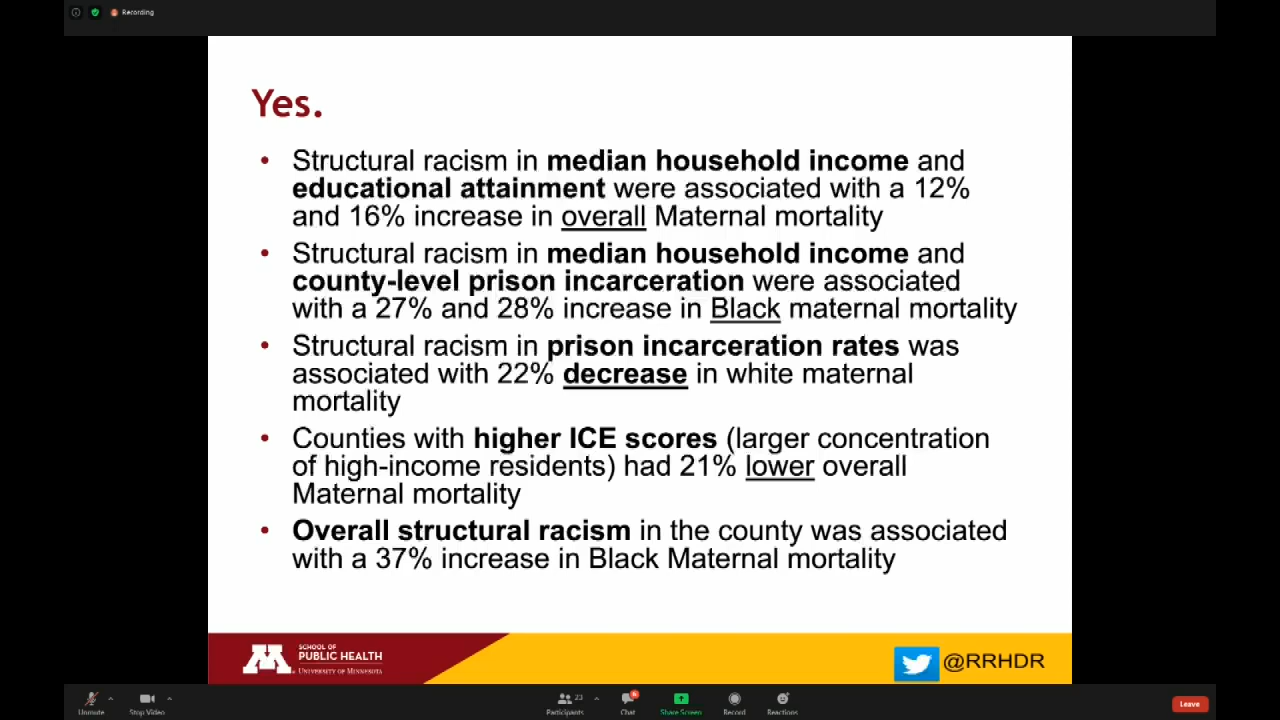 Recording
Yes.
• Structural racism in median household income and
educational attainment were associated with a 12%
and 16% increase in overall Maternal mortality
• Structural racism in median household income and
county-level prison incarceration were associated
with a 27% and 28% increase in Black maternal mortality
• Structural racism in prison incarceration rates was
associated with 22% decrease in white maternal
mortality
• Counties with higher ICE scores (larger concentration
of high-income residents) had 21% lower overall
Maternal mortality
• Overall structural racism in the county was associated
with a 37% increase in Black Maternal mortality
M
SCHOOL OF
PUBLIC HEALTH
UNIVERSITY OF MINNESOTA
@RRHDR
Unmute
Stop Video
Participants
23
Chat
Share Screen
Record
Reactions
Leave